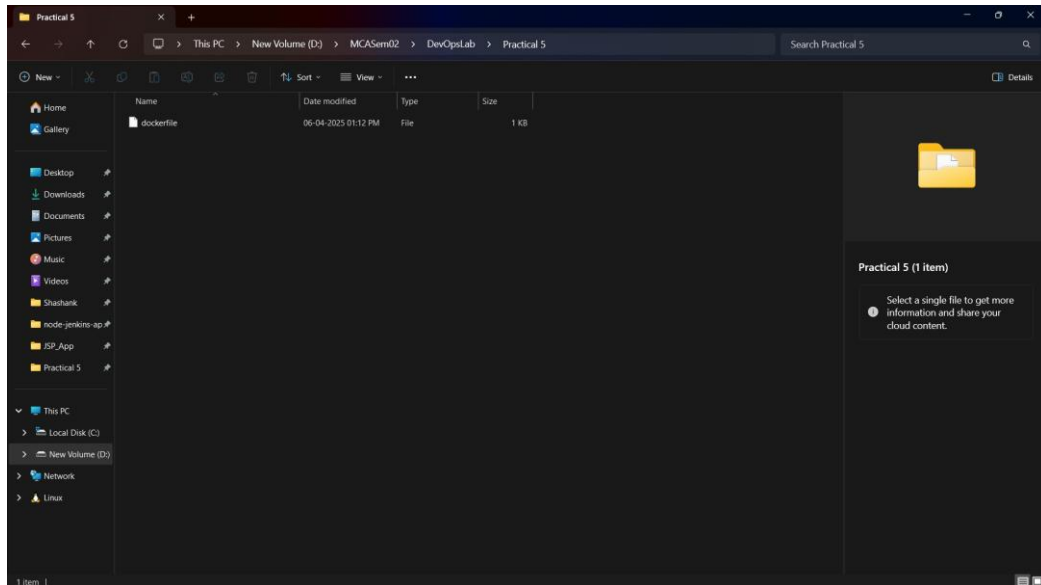 Practical 5
This PC > New Volume (D:) > MCASem02 > DevOpsLab > Practical 5
Search Practical 5
New
Sort
View
Details
Name
Date modified
Type
Size
dockerfile
06-04-2025 01:12 PM
File
1 KB
Home
Gallery
Desktop
Downloads
Documents
Pictures
Music
Videos
Shashank
node-jenkins-ap
JSP_App
Practical 5
This PC
Local Disk (C:)
New Volume (D:)
Network
Linux
Practical 5 (1 item)
Select a single file to get more
information and share your
cloud content.
1 item